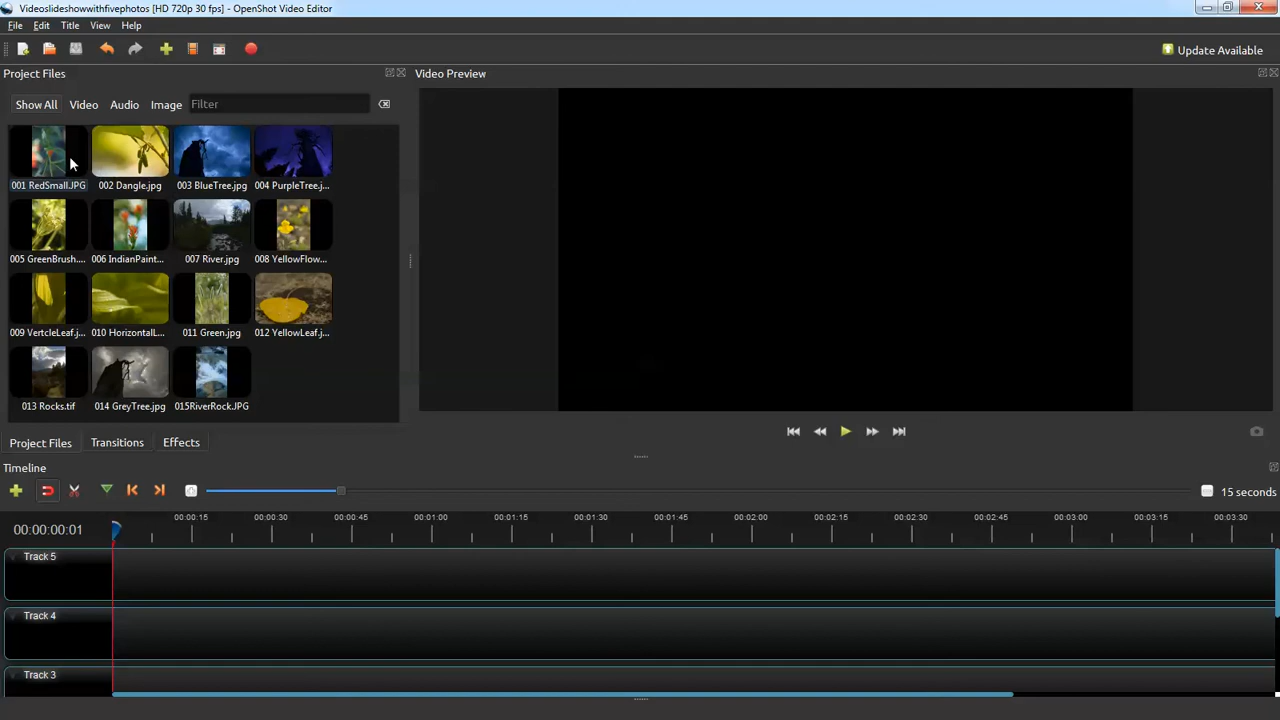 Videoslideshowwithfivephotos [HD 720p 30 fps] - OpenShot Video Editor
File Edit Title View Help
Update Available
Project Files
Video Preview
Show All Video Audio Image Filter
001 RedSmall.JPG 002 Dangle.jpg 003 BlueTree.jpg 004 PurpleTree.j...
005 GreenBrush.... 006 IndianPaint... 007 River.jpg 008 YellowFlow...
009 VertcleLeaf.j... 010 HorizontalL... 011 Green.jpg 012 YellowLeaf.j...
013 Rocks.tif 014 GreyTree.jpg 015RiverRock.JPG
Project Files Transitions Effects
Timeline
15 seconds
00:00:00:01
00:00:15 00:00:30 00:00:45 00:01:00 00:01:15 00:01:30 00:01:45 00:02:00 00:02:15 00:02:30 00:02:45 00:03:00 00:03:15 00:03:30
Track 5
Track 4
Track 3